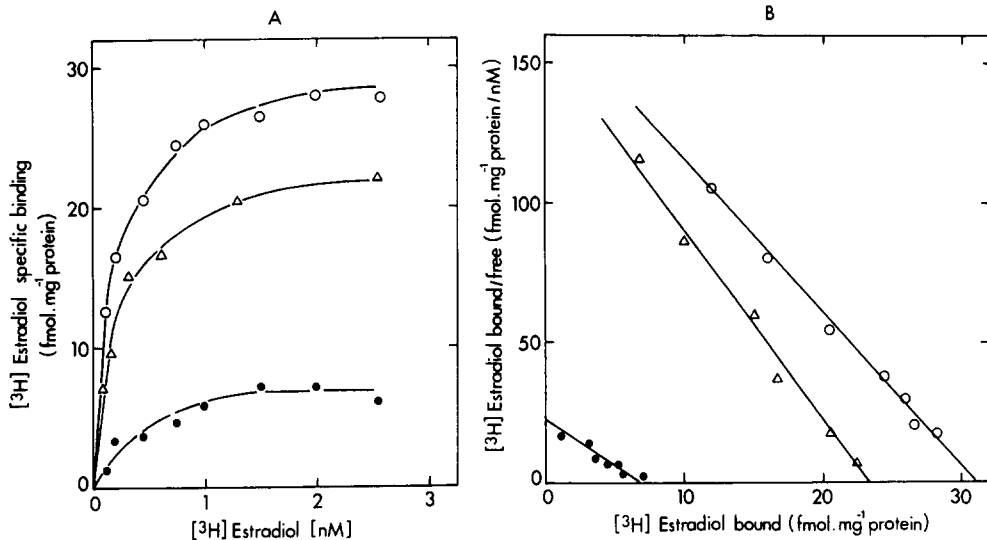 A
B
30
20
10
0
0
1
2
3
[³H] Estradiol specific binding
(fmol.mg⁻¹ protein)
[³H] Estradiol [nM]
150
100
50
0
0
10
20
30
[³H] Estradiol bound/free (fmol.mg⁻¹ protein/nM)
[³H] Estradiol bound (fmol.mg⁻¹ protein)